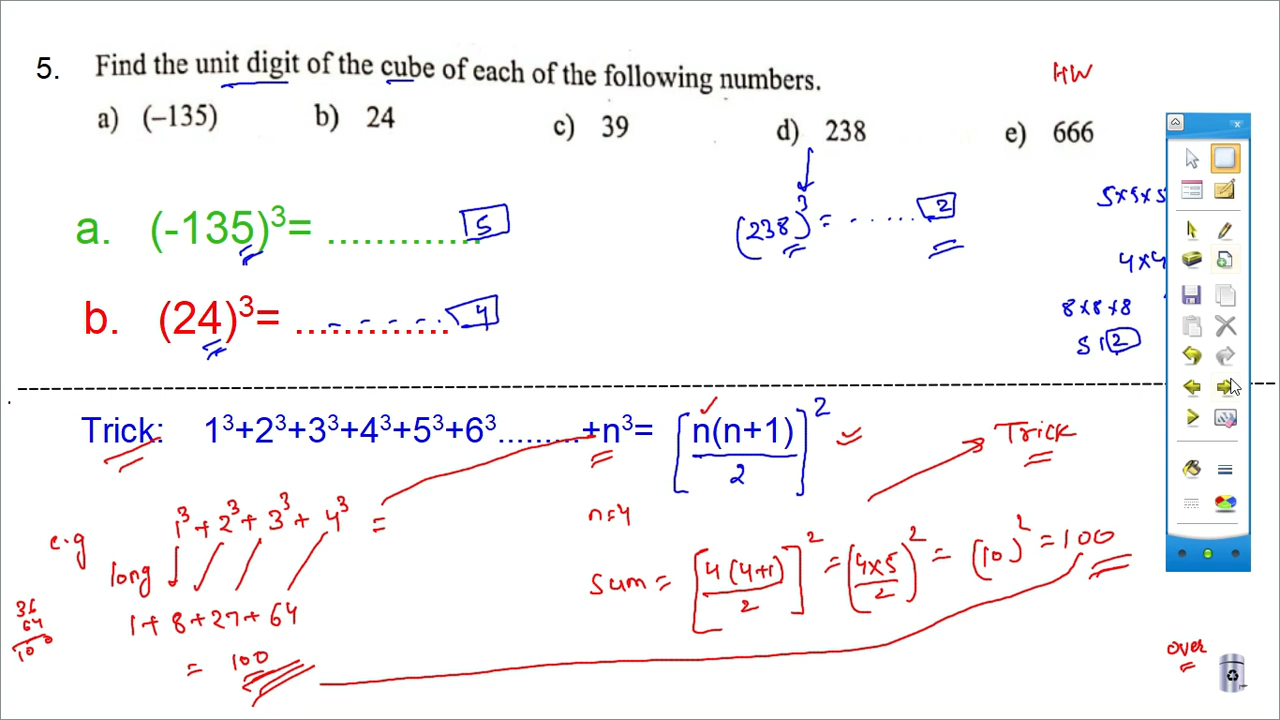 5. Find the unit digit of the cube of each of the following numbers.
HW
a) (–135) b) 24 c) 39 d) 238 e) 666
a. (-135)³= ............. 5
(238)³ = ...... 2
5×5×5
4×4
b. (24)³= ............. 4
8×8×8
512
Trick: 1³+2³+3³+4³+5³+6³.........+n³= [n(n+1)/2]²
Trick
e.g 1³ + 2³ + 3³ + 4³ =
n=4
long
sum = [4(4+1)/2]² = (4×5/2)² = (10)² = 100
1 + 8 + 27 + 64
36
64
100
= 100
over